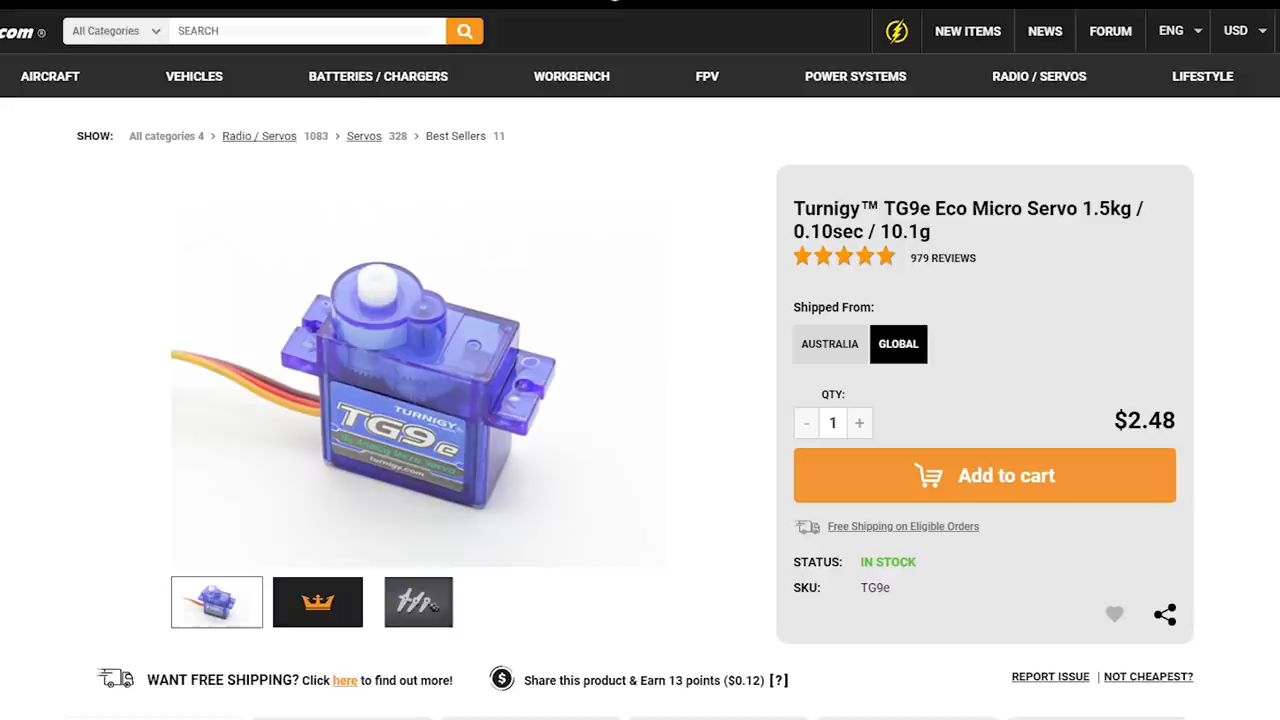 com ®
All Categories
SEARCH
NEW ITEMS
NEWS
FORUM
ENG
USD
AIRCRAFT
VEHICLES
BATTERIES / CHARGERS
WORKBENCH
FPV
POWER SYSTEMS
RADIO / SERVOS
LIFESTYLE
SHOW: All categories 4 > Radio / Servos 1083 > Servos 328 > Best Sellers 11
TURNIGY
TG9e
9g Analog Micro Servo
turnigy.com
Turnigy™ TG9e Eco Micro Servo 1.5kg /
0.10sec / 10.1g
979 REVIEWS
Shipped From:
AUSTRALIA
GLOBAL
QTY:
- 1 +
$2.48
Add to cart
Free Shipping on Eligible Orders
STATUS: IN STOCK
SKU: TG9e
WANT FREE SHIPPING? Click here to find out more!
$ Share this product & Earn 13 points ($0.12) [?]
REPORT ISSUE | NOT CHEAPEST?